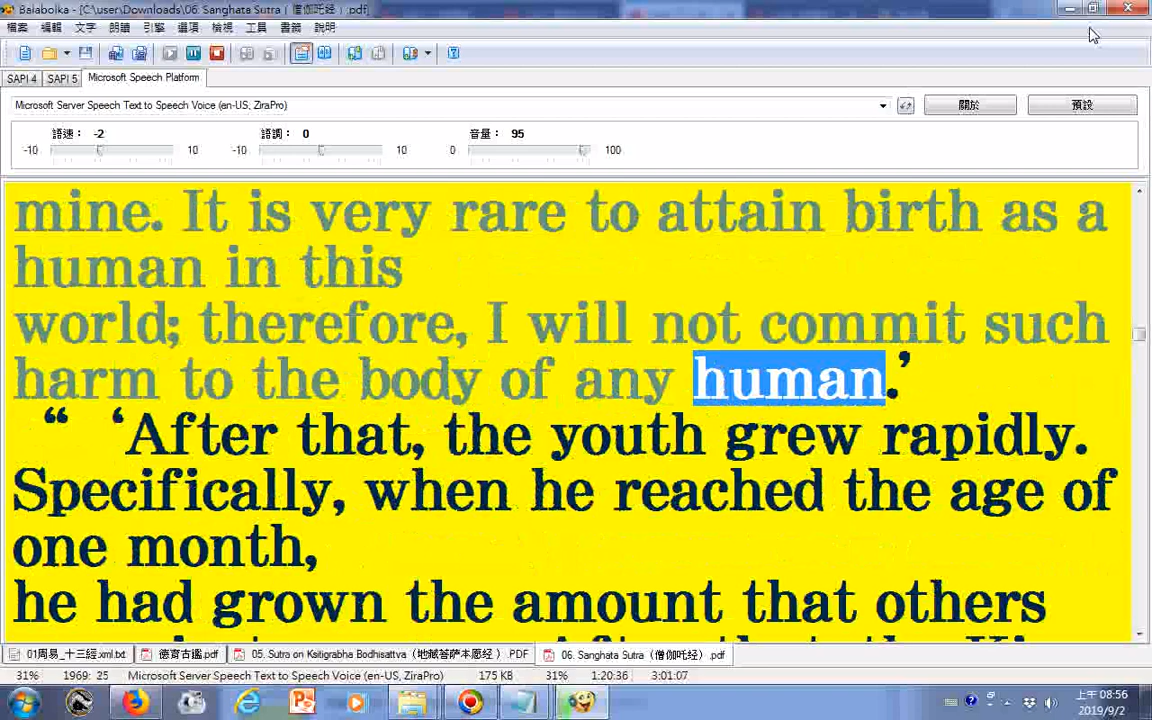 Balabolka - [C:\user\Downloads\06. Sanghata Sutra ( 僧伽吒经 ) .pdf]
檔案 編輯 文字 朗讀 引擎 選項 檢視 工具 書籤 說明
SAPI 4 SAPI 5 Microsoft Speech Platform
Microsoft Server Speech Text to Speech Voice (en-US, ZiraPro) 關於 預設
語速： -2 語調： 0 音量： 95
-10 10 -10 10 0 100
mine. It is very rare to attain birth as a
human in this
world; therefore, I will not commit such
harm to the body of any human.’
“ ‘After that, the youth grew rapidly.
Specifically, when he reached the age of
one month,
he had grown the amount that others
01周易_十三經.xml.txt 德育古鑑.pdf 05. Sutra on Ksitigrabha Bodhisattva（地藏菩萨本愿经）.PDF 06. Sanghata Sutra（僧伽吒经）.pdf
31% 1969: 25 Microsoft Server Speech Text to Speech Voice (en-US, ZiraPro) 175 KB 31% 1:20:36 3:01:07
上午 08:56
2019/9/2